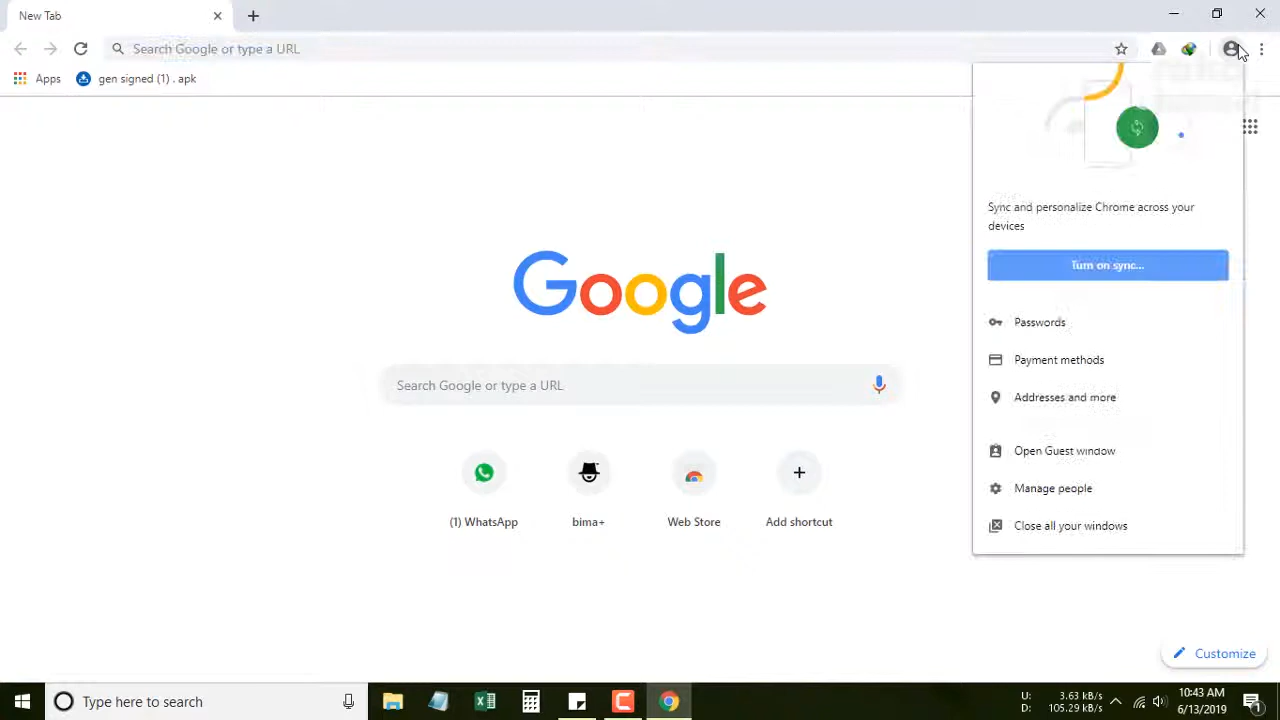 New Tab
Search Google or type a URL
Apps
gen signed (1) . apk
Sync and personalize Chrome across your
devices
Turn on sync...
Passwords
Payment methods
Addresses and more
Open Guest window
Manage people
Close all your windows
Google
Search Google or type a URL
(1) WhatsApp
bima+
Web Store
Add shortcut
Customize
Type here to search
U: 3.63 kB/s
D: 105.29 kB/s
10:43 AM
6/13/2019
1